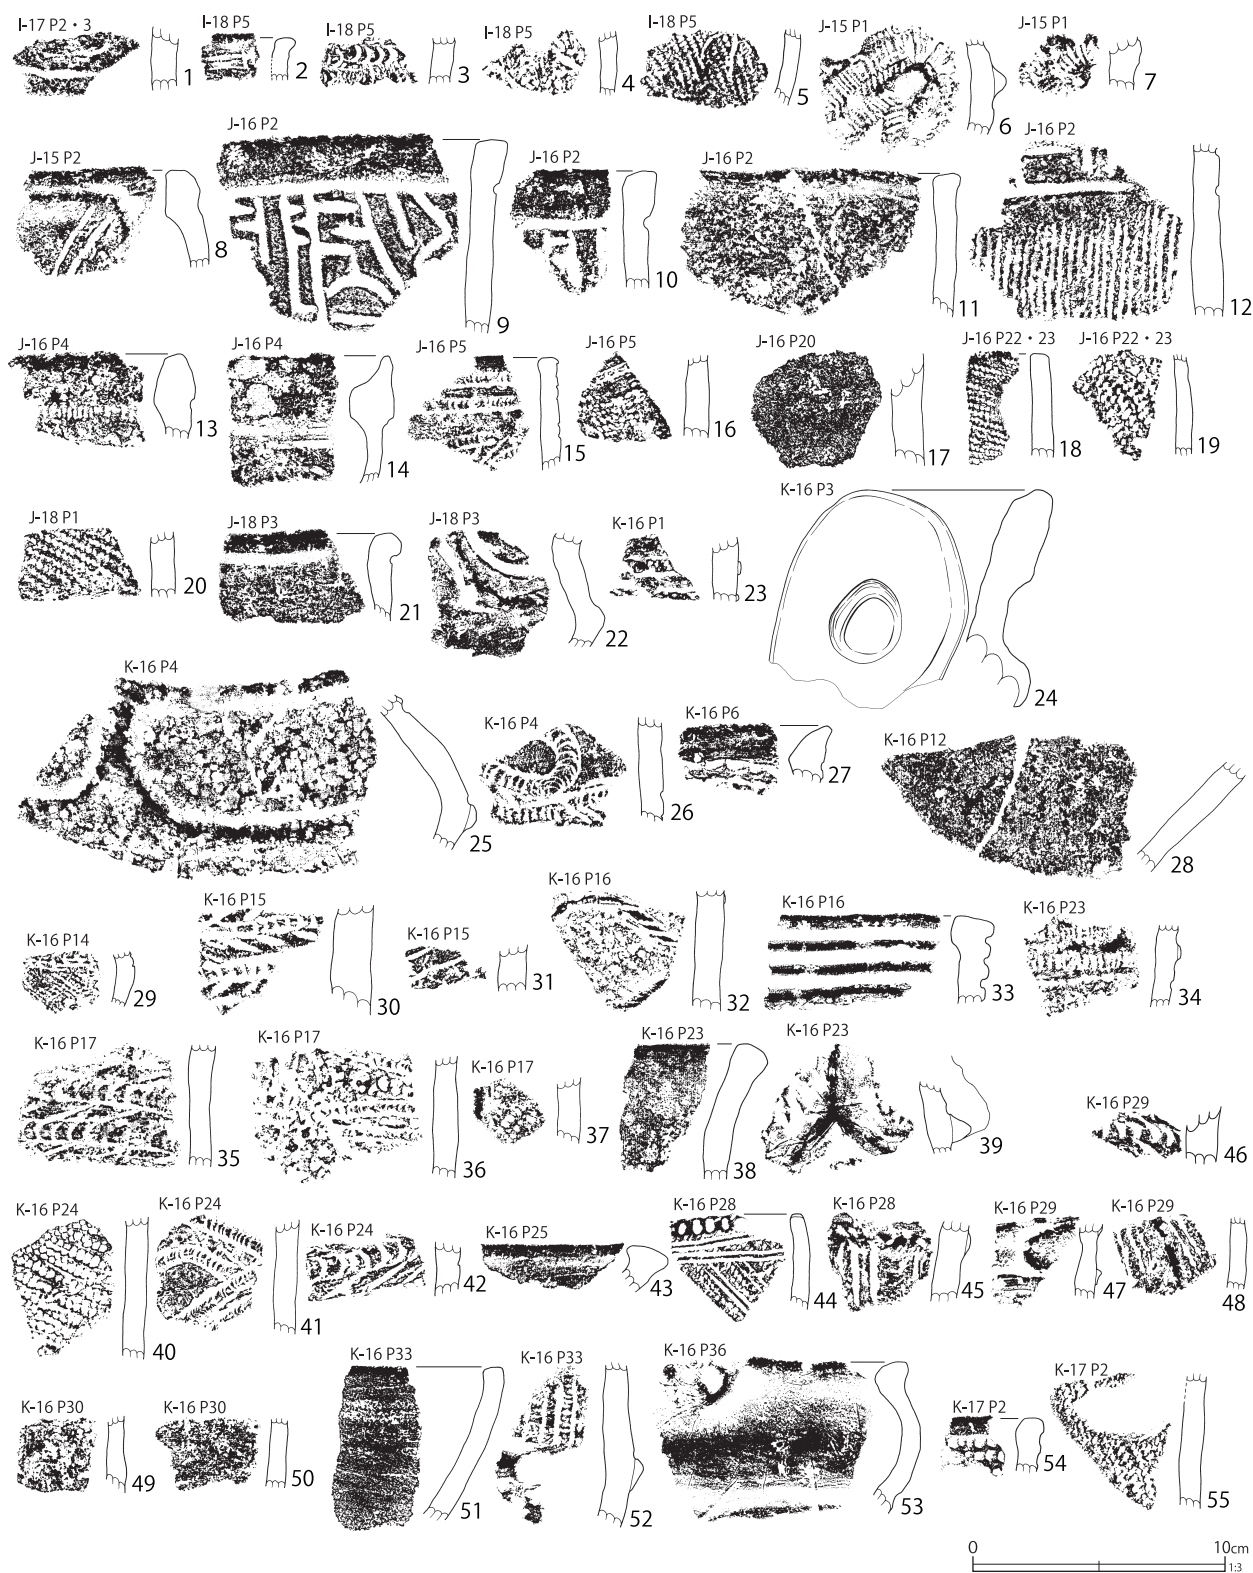 I-17 P2・3
1
I-18 P5
2
I-18 P5
3
I-18 P5
4
I-18 P5
5
J-15 P1
6
J-15 P1
7
J-15 P2
8
J-16 P2
9
J-16 P2
10
J-16 P2
11
J-16 P2
12
J-16 P4
13
J-16 P4
14
J-16 P5
15
J-16 P5
16
J-16 P20
17
J-16 P22・23
18
J-16 P22・23
19
J-18 P1
20
J-18 P3
21
J-18 P3
22
K-16 P1
23
K-16 P3
24
K-16 P4
25
K-16 P4
26
K-16 P6
27
K-16 P12
28
K-16 P14
29
K-16 P15
30
K-16 P15
31
K-16 P16
32
K-16 P16
33
K-16 P23
34
K-16 P17
35
K-16 P17
36
K-16 P17
37
K-16 P23
38
K-16 P23
39
K-16 P29
46
K-16 P24
40
K-16 P24
41
K-16 P24
42
K-16 P25
43
K-16 P28
44
K-16 P28
45
K-16 P29
47
K-16 P29
48
K-16 P30
49
K-16 P30
50
K-16 P33
51
K-16 P33
52
K-16 P36
53
K-17 P2
54
K-17 P2
55
0 10cm
1:3